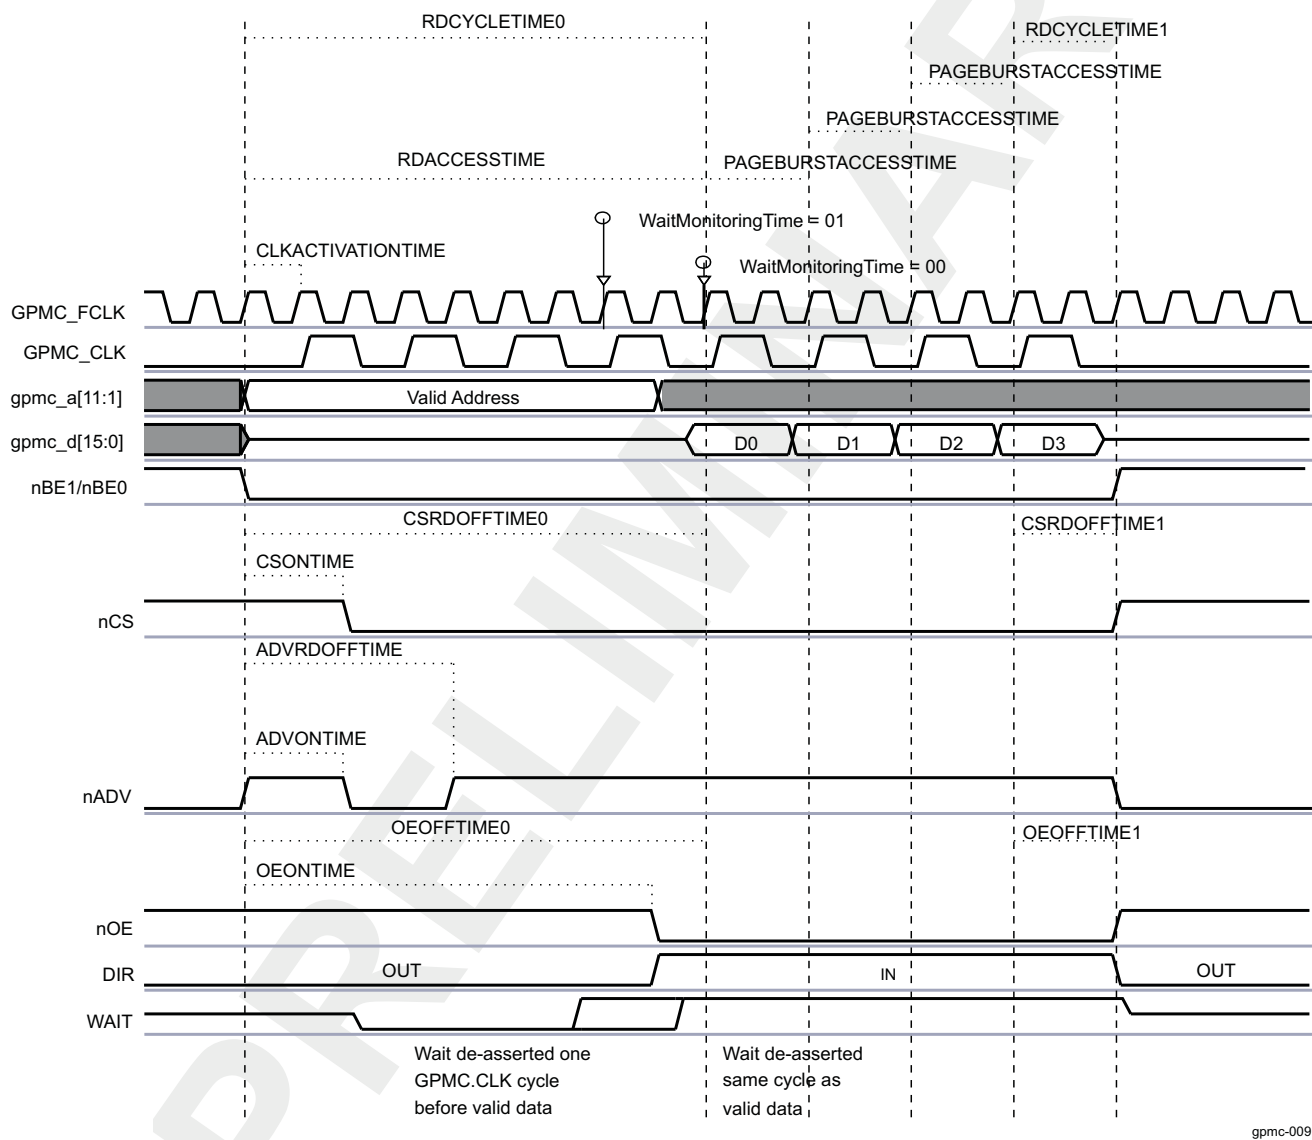 RDCYCLETIME0
RDCYCLETIME1
PAGEBURSTACCESSTIME
PAGEBURSTACCESSTIME
RDACCESSTIME
PAGEBURSTACCESSTIME
WaitMonitoringTime = 01
CLKACTIVATIONTIME
WaitMonitoringTime = 00
GPMC_FCLK
GPMC_CLK
gpmc_a[11:1]
Valid Address
gpmc_d[15:0]
D0
D1
D2
D3
nBE1/nBE0
CSRDOFFTIME0
CSRDOFFTIME1
CSONTIME
nCS
ADVRDOFFTIME
ADVONTIME
nADV
OEOFFTIME0
OEOFFTIME1
OEONTIME
nOE
DIR
OUT
IN
OUT
WAIT
Wait de-asserted one
GPMC.CLK cycle
before valid data
Wait de-asserted
same cycle as
valid data
gpmc-009
PRELIMINAR